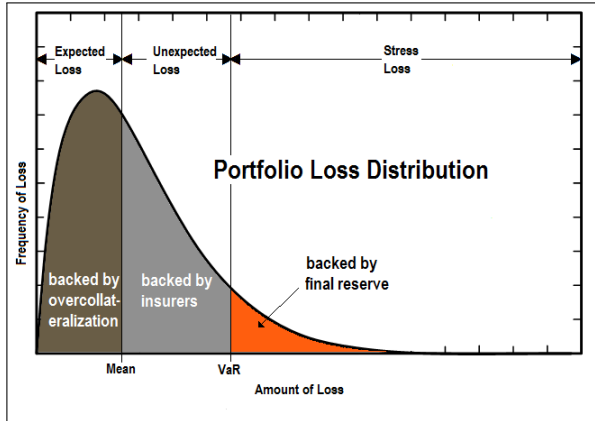 Expected
Loss
Unexpected
Loss
Stress
Loss
Portfolio Loss Distribution
Frequency of Loss
backed by
overcollat-
eralization
backed by
insurers
backed by
final reserve
Mean
VaR
Amount of Loss